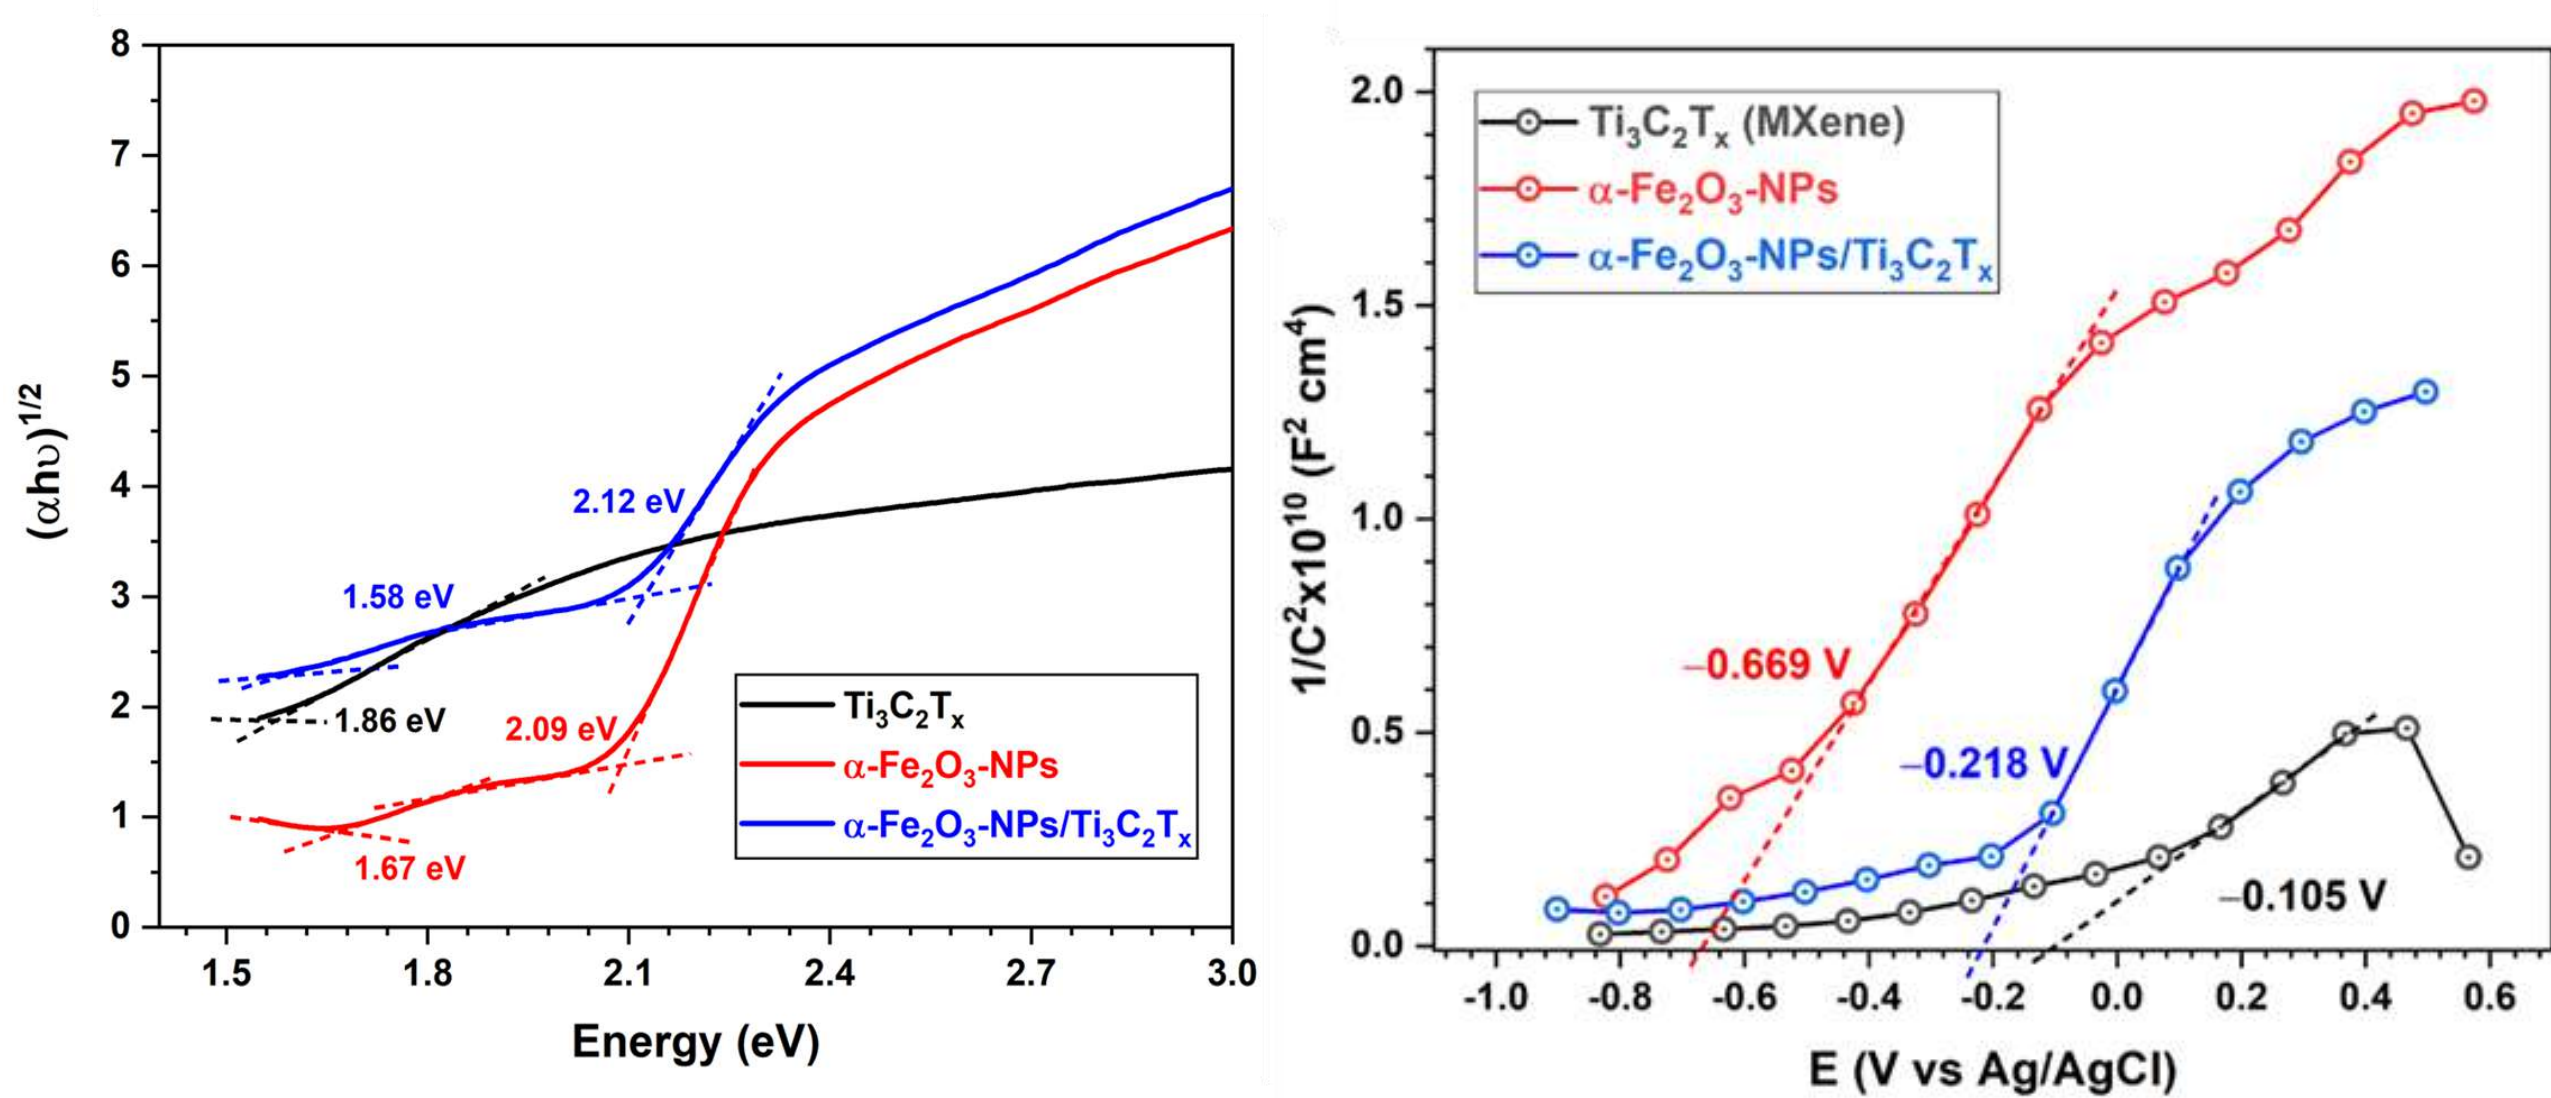 (αhυ)1/2
8
7
6
5
4
3
2
1
0
2.12 eV
1.58 eV
1.86 eV
2.09 eV
1.67 eV
Ti3C2Tx
α-Fe2O3-NPs
α-Fe2O3-NPs/Ti3C2Tx
1.5 1.8 2.1 2.4 2.7 3.0
Energy (eV)
1/C2x1010 (F2 cm4)
2.0
1.5
1.0
0.5
0.0
Ti3C2Tx (MXene)
α-Fe2O3-NPs
α-Fe2O3-NPs/Ti3C2Tx
–0.669 V
–0.218 V
–0.105 V
-1.0 -0.8 -0.6 -0.4 -0.2 0.0 0.2 0.4 0.6
E (V vs Ag/AgCl)